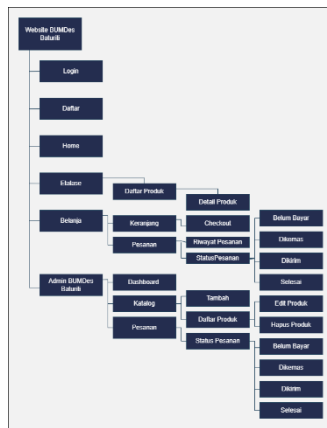 Website BUMDes
Baturiti
Login
Daftar
Home
Etalase
Daftar Produk
Detail Produk
Belanja
Keranjang
Checkout
Belum Bayar
Pesanan
Riwayat Pesanan
Dikemas
StatusPesanan
Dikirim
Selesai
Admin BUMDes
Baturiti
Dashboard
Katalog
Tambah
Edit Produk
Daftar Produk
Hapus Produk
Pesanan
Status Pesanan
Belum Bayar
Dikemas
Dikirim
Selesai